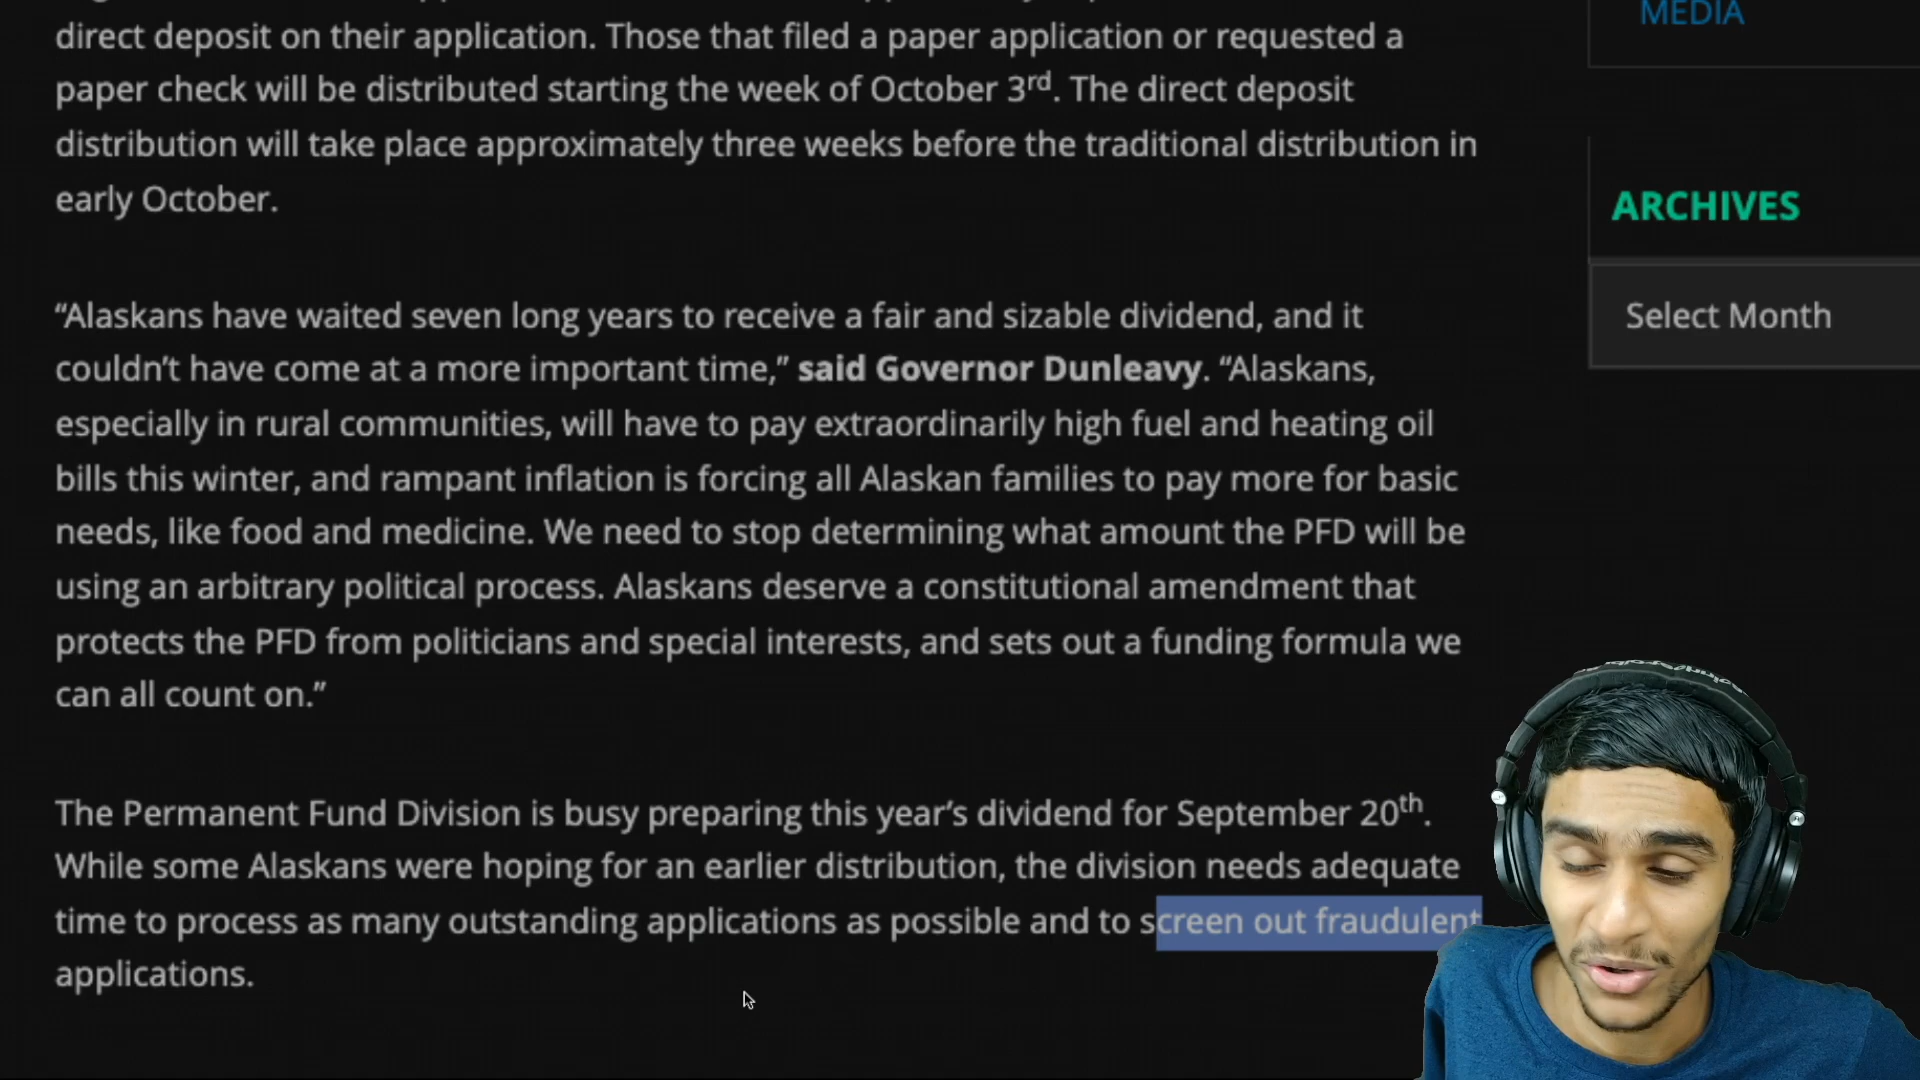 direct deposit on their application. Those that filed a paper application or requested a
paper check will be distributed starting the week of October 3rd. The direct deposit
distribution will take place approximately three weeks before the traditional distribution in
early October.
“Alaskans have waited seven long years to receive a fair and sizable dividend, and it
couldn’t have come at a more important time,” said Governor Dunleavy. “Alaskans,
especially in rural communities, will have to pay extraordinarily high fuel and heating oil
bills this winter, and rampant inflation is forcing all Alaskan families to pay more for basic
needs, like food and medicine. We need to stop determining what amount the PFD will be
using an arbitrary political process. Alaskans deserve a constitutional amendment that
protects the PFD from politicians and special interests, and sets out a funding formula we
can all count on.”
The Permanent Fund Division is busy preparing this year’s dividend for September 20th.
While some Alaskans were hoping for an earlier distribution, the division needs adequate
time to process as many outstanding applications as possible and to screen out fraudulent
applications.
MEDIA
ARCHIVES
Select Month